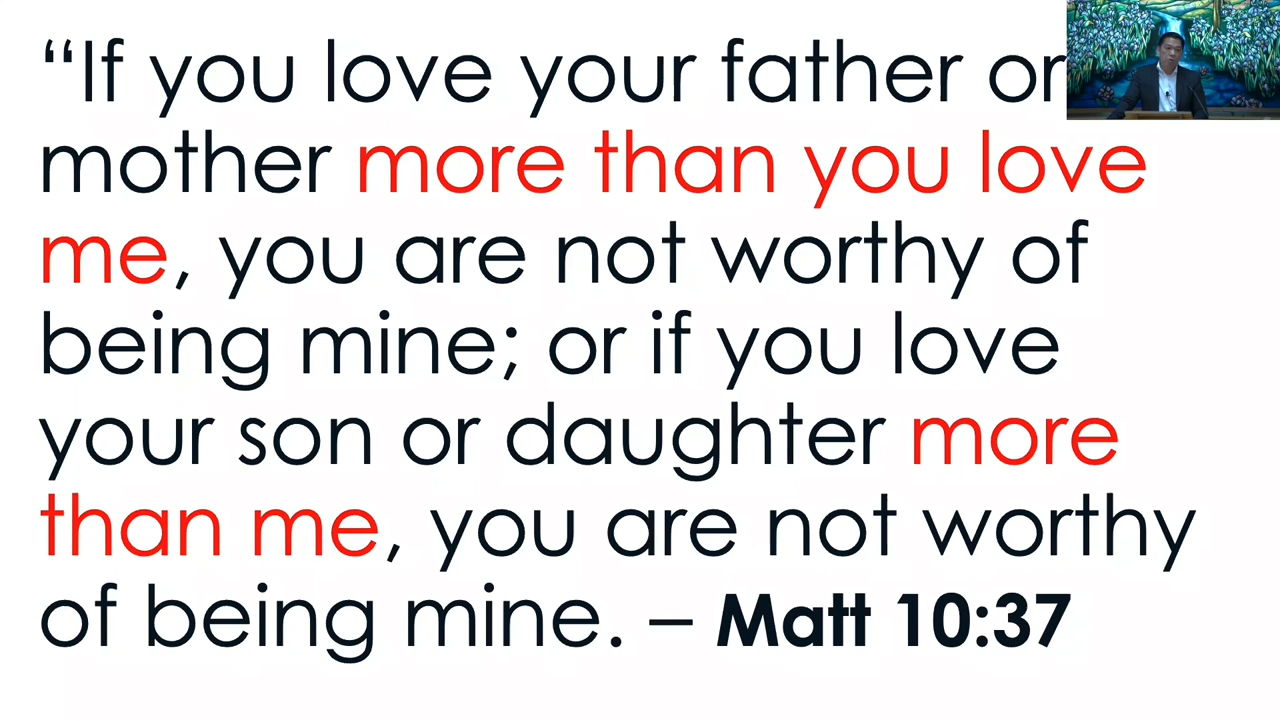 “If you love your father or
mother more than you love
me, you are not worthy of
being mine; or if you love
your son or daughter more
than me, you are not worthy
of being mine. – Matt 10:37